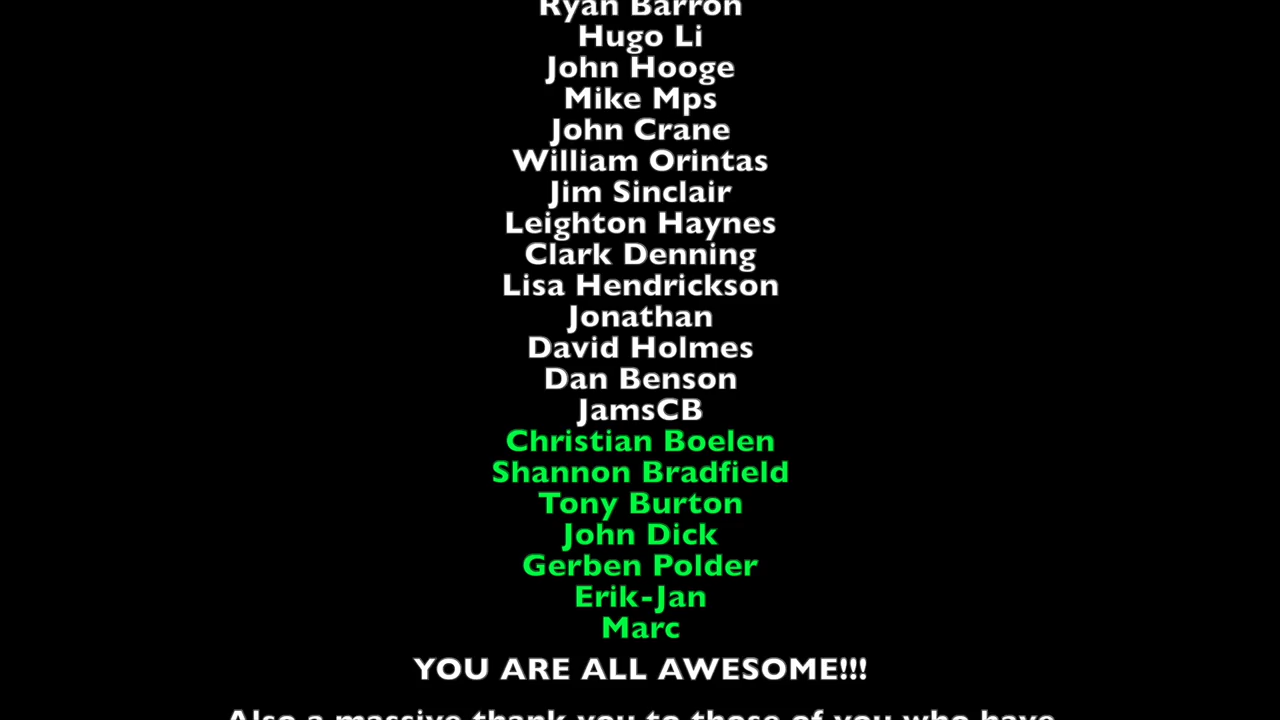 Ryan Barron
Hugo Li
John Hooge
Mike Mps
John Crane
William Orintas
Jim Sinclair
Leighton Haynes
Clark Denning
Lisa Hendrickson
Jonathan
David Holmes
Dan Benson
JamsCB
Christian Boelen
Shannon Bradfield
Tony Burton
John Dick
Gerben Polder
Erik-Jan
Marc
YOU ARE ALL AWESOME!!!
Also a massive thank you to those of you who have